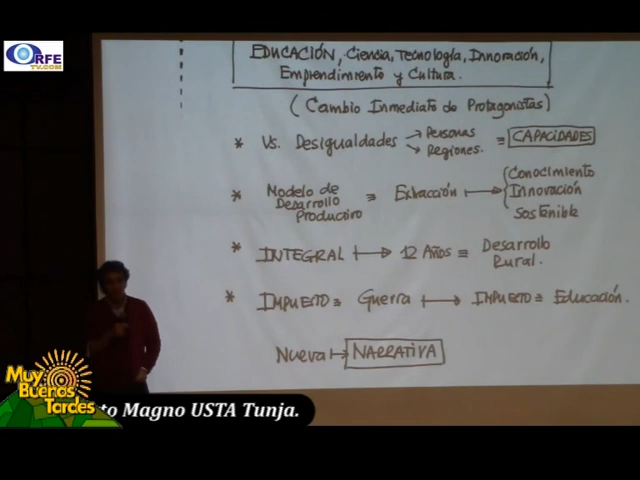 ORFE
TV.COM
EDUCACIÓN, Ciencia, Tecnología, Innovación,
Emprendimiento y Cultura.
(Cambio Inmediato de Protagonistas)
* Vs. Desigualdades → Personas
→ Regiones. ≡ CAPACIDADES
* Modelo de Desarrollo Productivo ≡ Extracción ↦ { Conocimiento
Innovación
Sostenible
* INTEGRAL ↦ 12 Años ≡ Desarrollo
Rural.
* IMPUESTO ≡ Guerra ↦ IMPUESTO ≡ Educación.
Nueva ↦ NARRATIVA
Muy
Buenas
Tardes
to Magno USTA Tunja.